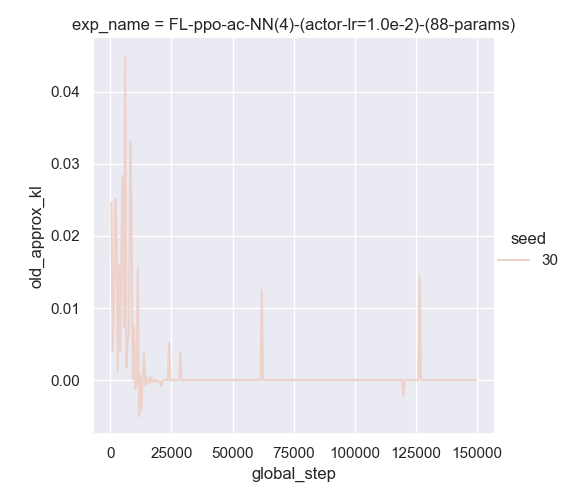 exp_name = FL-ppo-ac-NN(4)-(actor-lr=1.0e-2)-(88-params)
old_approx_kl
0.04
0.03
0.02
0.01
0.00
0 25000 50000 75000 100000 125000 150000
global_step
seed
30